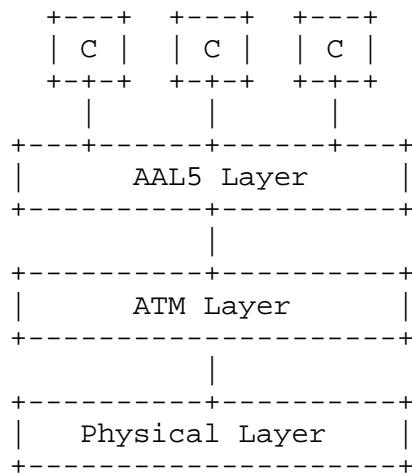 +---+   +---+   +---+
| C |   | C |   | C |
+-+-+   +-+-+   +-+-+
|       |       |
+---+-------+-------+---+
|       AAL5 Layer      |
+-----------+-----------+
|
+-----------+-----------+
|       ATM Layer       |
+-----------------------+
|
+-----------+-----------+
|    Physical Layer     |
+-----------------------+